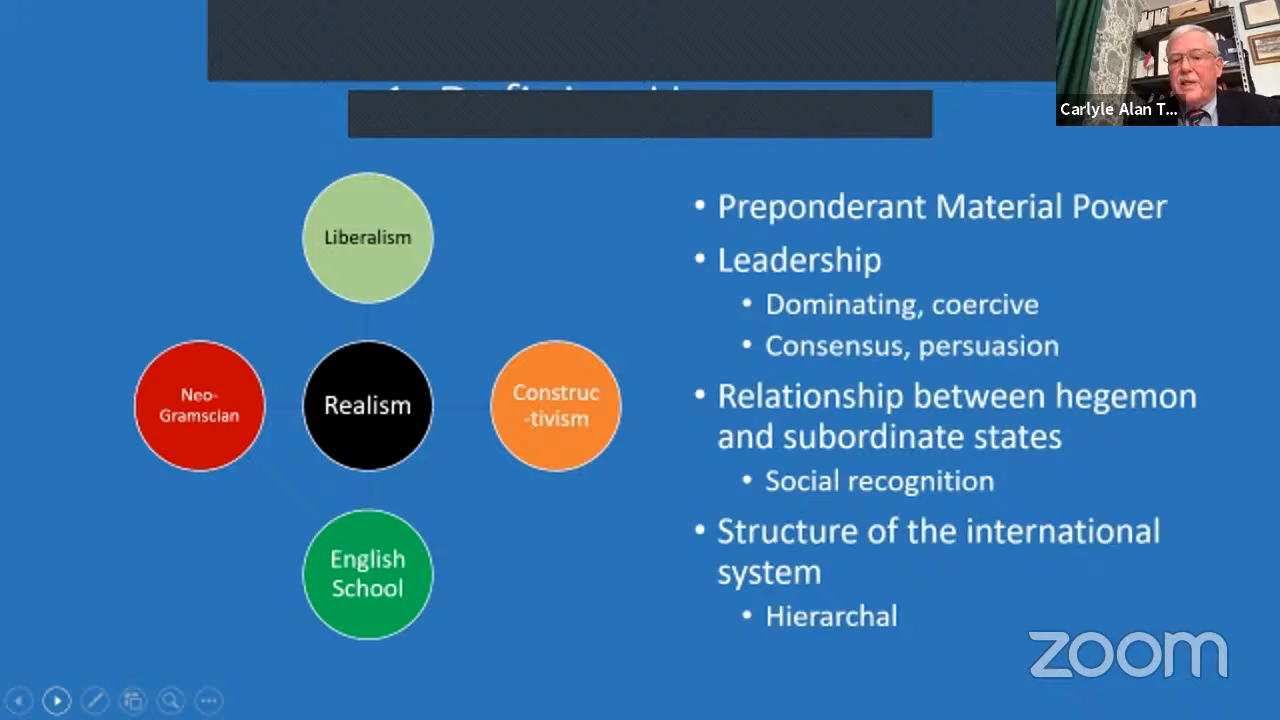 Carlyle Alan T...
Liberalism
Neo-
Gramscian
Realism
Construc
-tivism
English
School
• Preponderant Material Power
• Leadership
• Dominating, coercive
• Consensus, persuasion
• Relationship between hegemon
and subordinate states
• Social recognition
• Structure of the international
system
• Hierarchal
zoom